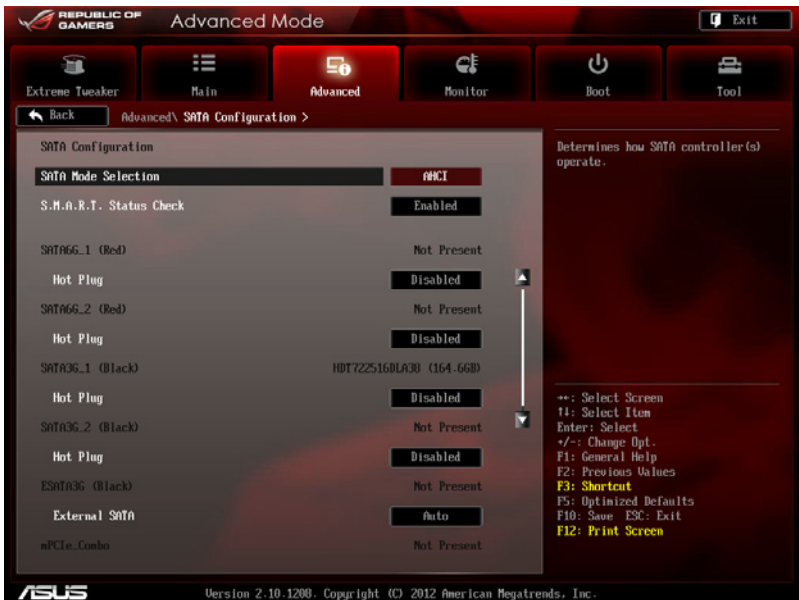 REPUBLIC OF
GAMERS
Advanced Mode
Exit
Extreme Tweaker
Main
Advanced
Monitor
Boot
Tool
Back
Advanced\ SATA Configuration >
SATA Configuration
SATA Mode Selection AHCI
S.M.A.R.T. Status Check Enabled
SATA6G_1 (Red) Not Present
Hot Plug Disabled
SATA6G_2 (Red) Not Present
Hot Plug Disabled
SATA3G_1 (Black) HDT722516DLA38 (164.6GB)
Hot Plug Disabled
SATA3G_2 (Black) Not Present
Hot Plug Disabled
ESATA3G (Black) Not Present
External SATA Auto
mPCIe_Combo Not Present
Determines how SATA controller(s)
operate.
→←: Select Screen
↑↓: Select Item
Enter: Select
+/-: Change Opt.
F1: General Help
F2: Previous Values
F3: Shortcut
F5: Optimized Defaults
F10: Save ESC: Exit
F12: Print Screen
ASUS
Version 2.10.1208. Copyright (C) 2012 American Megatrends, Inc.